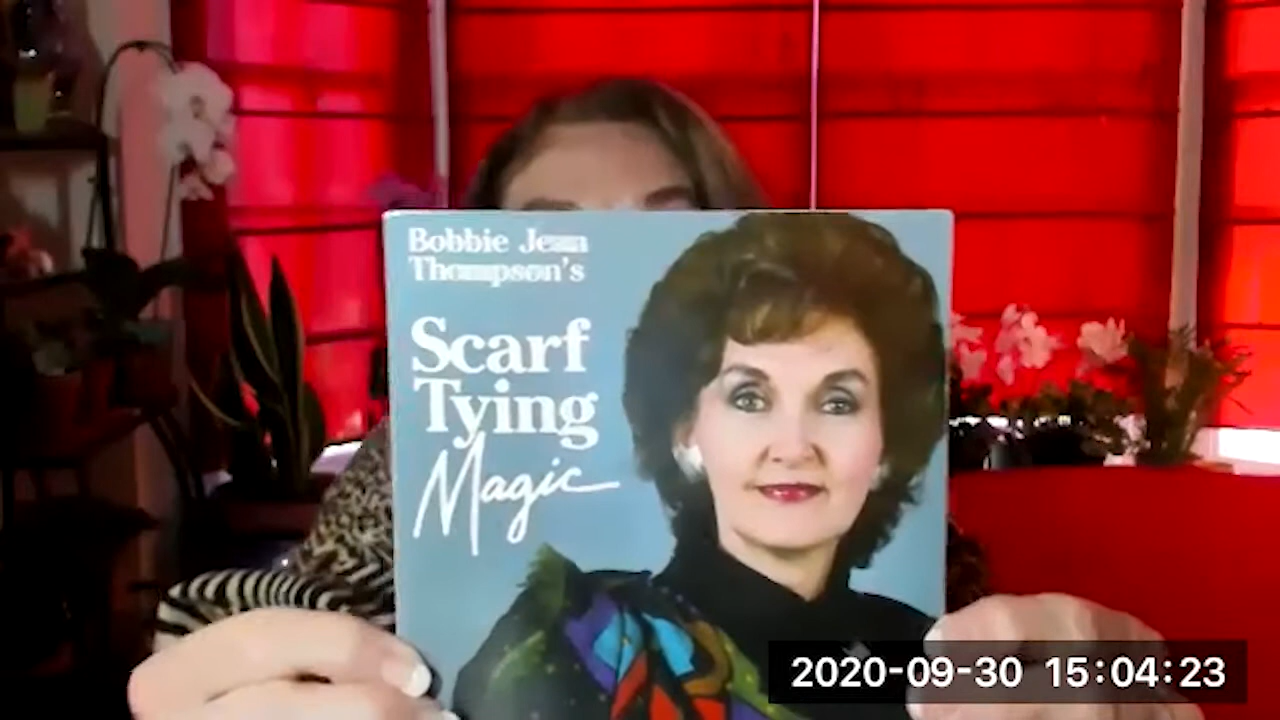 Bobbie Jean
Thompson's
Scarf
Tying
Magic
2020-09-30 15:04:23